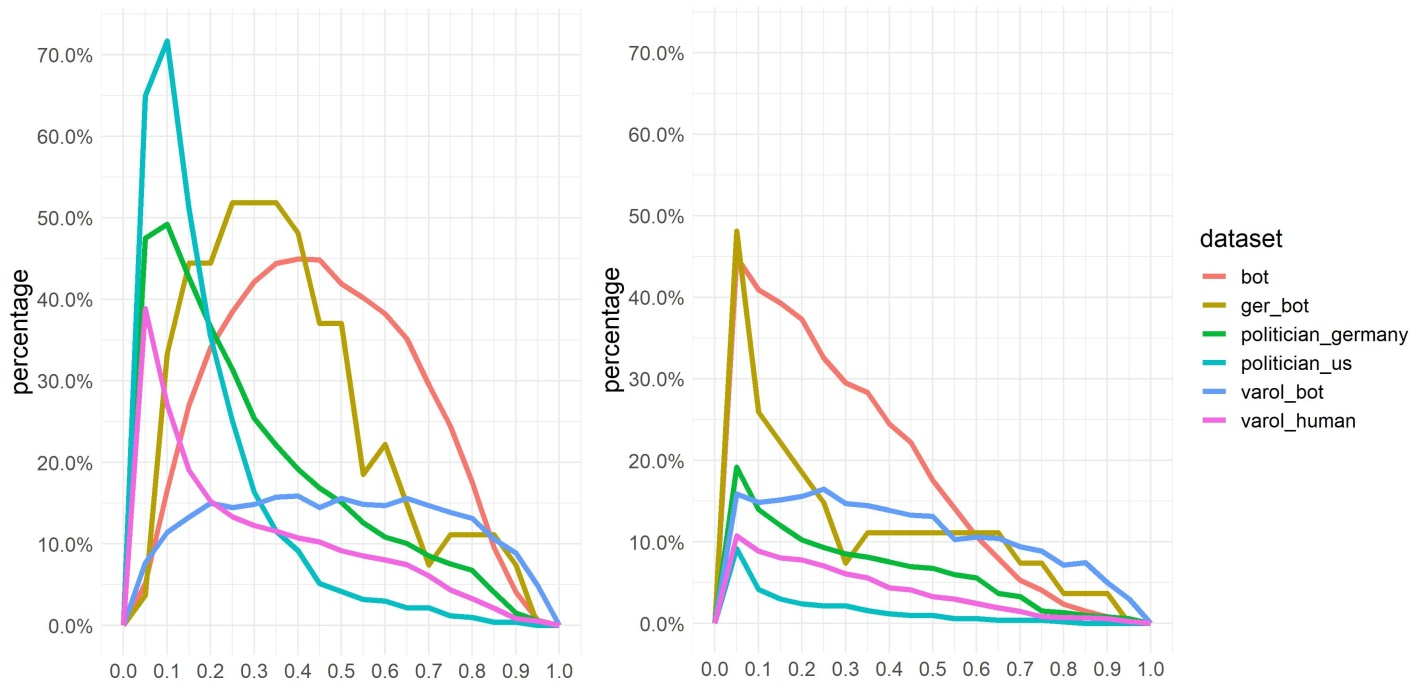 percentage
70.0%
60.0%
50.0%
40.0%
30.0%
20.0%
10.0%
0.0%
0.0 0.1 0.2 0.3 0.4 0.5 0.6 0.7 0.8 0.9 1.0
percentage
70.0%
60.0%
50.0%
40.0%
30.0%
20.0%
10.0%
0.0%
0.0 0.1 0.2 0.3 0.4 0.5 0.6 0.7 0.8 0.9 1.0
dataset
bot
ger_bot
politician_germany
politician_us
varol_bot
varol_human